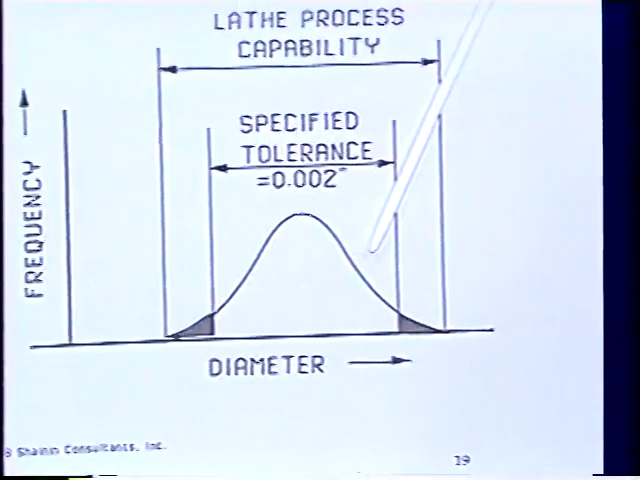 LATHE PROCESS
CAPABILITY
SPECIFIED
TOLERANCE
=0.002"
FREQUENCY
DIAMETER
Shainin Consultants, Inc.
19